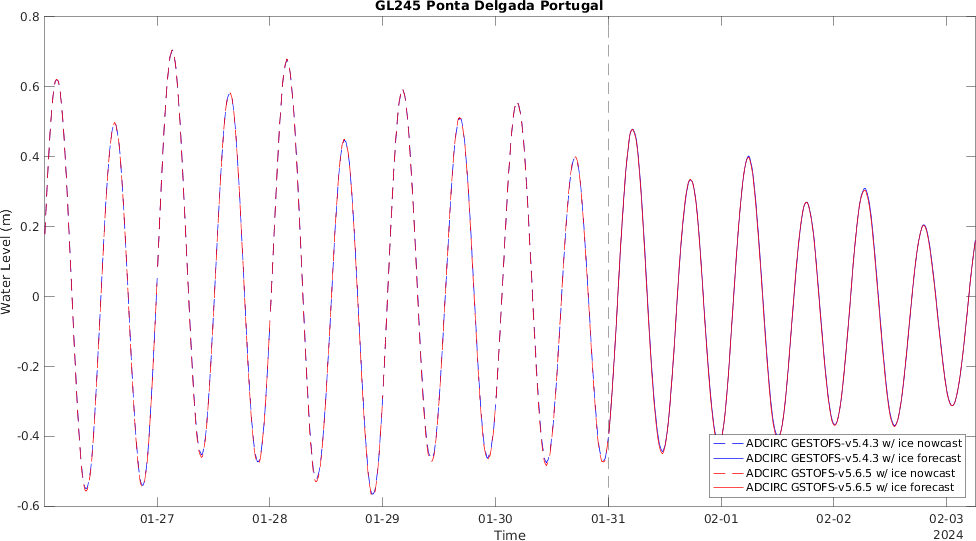 GL245 Ponta Delgada Portugal
0.8
0.6
0.4
0.2
0
-0.2
-0.4
-0.6
Water Level (m)
01-27
01-28
01-29
01-30
01-31
02-01
02-02
02-03
2024
Time
ADCIRC GESTOFS-v5.4.3 w/ ice nowcast
ADCIRC GESTOFS-v5.4.3 w/ ice forecast
ADCIRC GSTOFS-v5.6.5 w/ ice nowcast
ADCIRC GSTOFS-v5.6.5 w/ ice forecast